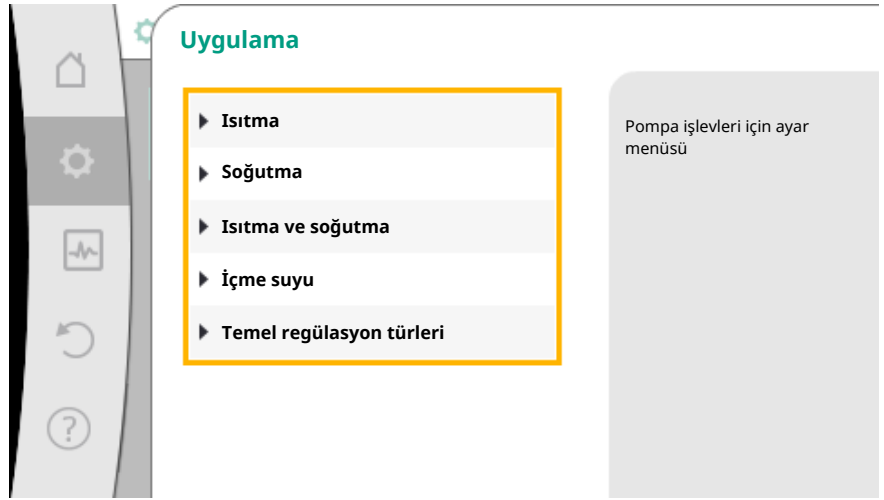 Uygulama
Isıtma
Soğutma
Isıtma ve soğutma
İçme suyu
Temel regülasyon türleri
Pompa işlevleri için ayar
menüsü